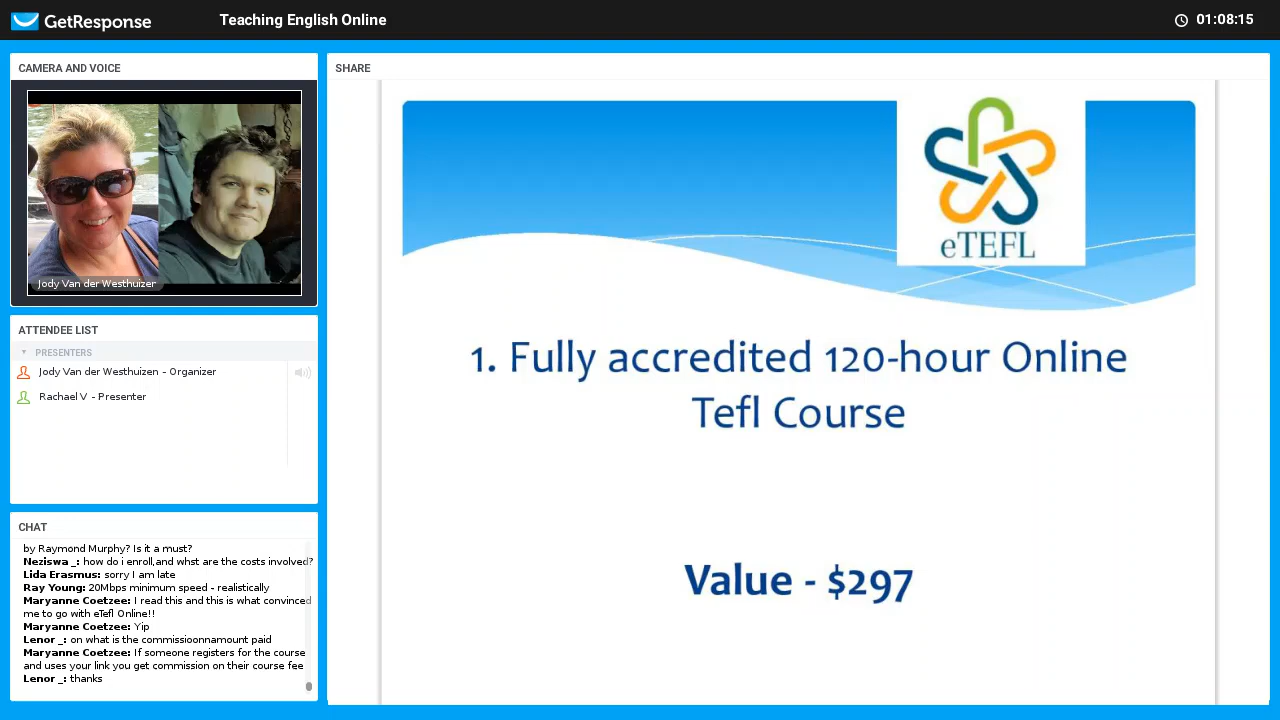 GetResponse
Teaching English Online
01:08:15
CAMERA AND VOICE
Jody Van der Westhuizer
ATTENDEE LIST
PRESENTERS
Jody Van der Westhuizen - Organizer
Rachael V - Presenter
CHAT
by Raymond Murphy? Is it a must?
Neziswa _: how do i enroll,and whst are the costs involved?
Lida Erasmus: sorry I am late
Ray Young: 20Mbps minimum speed - realistically
Maryanne Coetzee: I read this and this is what convinced
me to go with eTefl Online!!
Maryanne Coetzee: Yip
Lenor _: on what is the commissioonnamount paid
Maryanne Coetzee: If someone registers for the course
and uses your link you get commission on their course fee
Lenor _: thanks
SHARE
eTEFL
1. Fully accredited 120-hour Online
Tefl Course
Value - $297